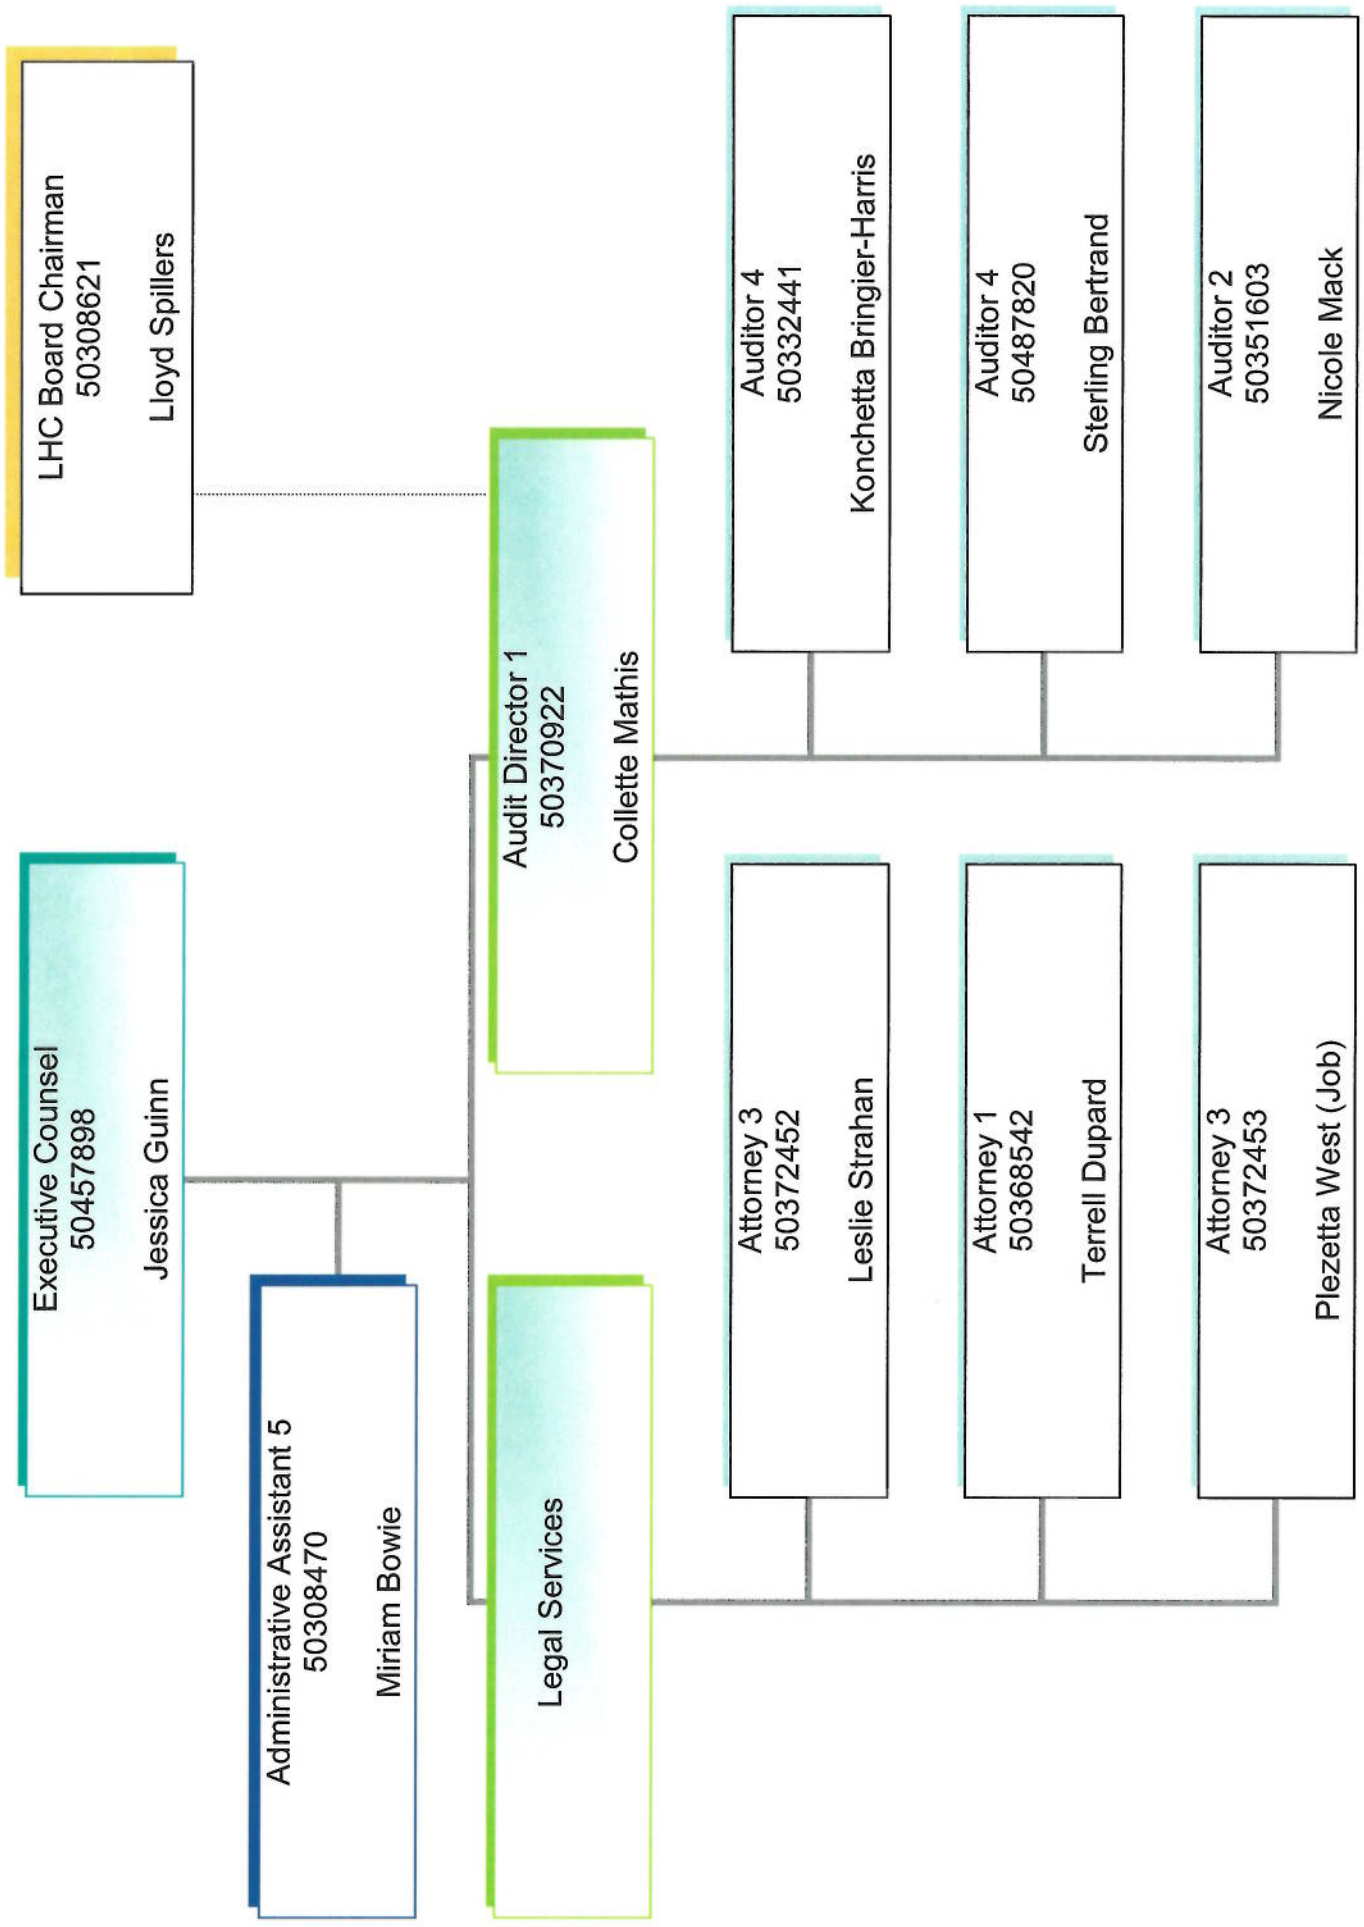 Executive Counsel
50457898
Jessica Guinn
LHC Board Chairman
50308621
Lloyd Spillers
Administrative Assistant 5
50308470
Miriam Bowie
Legal Services
Audit Director 1
50370922
Collette Mathis
Attorney 3
50372452
Leslie Strahan
Auditor 4
50332441
Konchetta Bringier-Harris
Attorney 1
50368542
Terrell Dupard
Auditor 4
50487820
Sterling Bertrand
Attorney 3
50372453
Plezetta West (Job)
Auditor 2
50351603
Nicole Mack